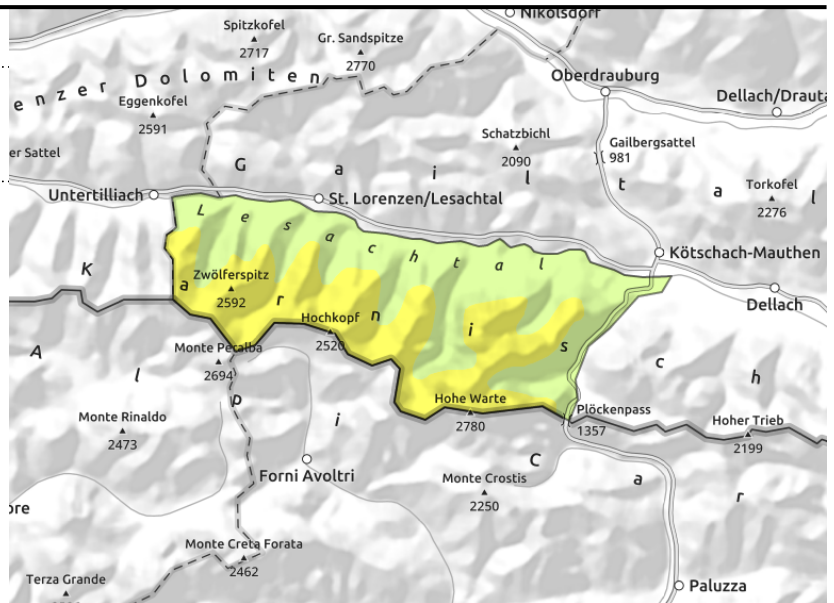 Nikolsdorf
Spitzkofel
2717
Gr. Sandspitze
2770
enzer Dolomiten
Oberdrauburg
Eggenkofel
2591
Dellach/Drauta
Schatzbichl
2090
Gailbergsattel
981
er Sattel
Gailtal
Torkofel
2276
Untertilliach
St. Lorenzen/Lesachtal
Lesachtal
Kötschach-Mauthen
K a r n i s c h
Zwölferspitz
2592
Dellach
Hochkopf
2520
A l p i
Monte Peralba
2694
Hohe Warte
2780
Plöckenpass
1357
Monte Rinaldo
2473
Hoher Trieb
2199
C a r
Forni Avoltri
Monte Crostis
2250
ore
Monte Creta Forata
2462
Terza Grande
Paluzza